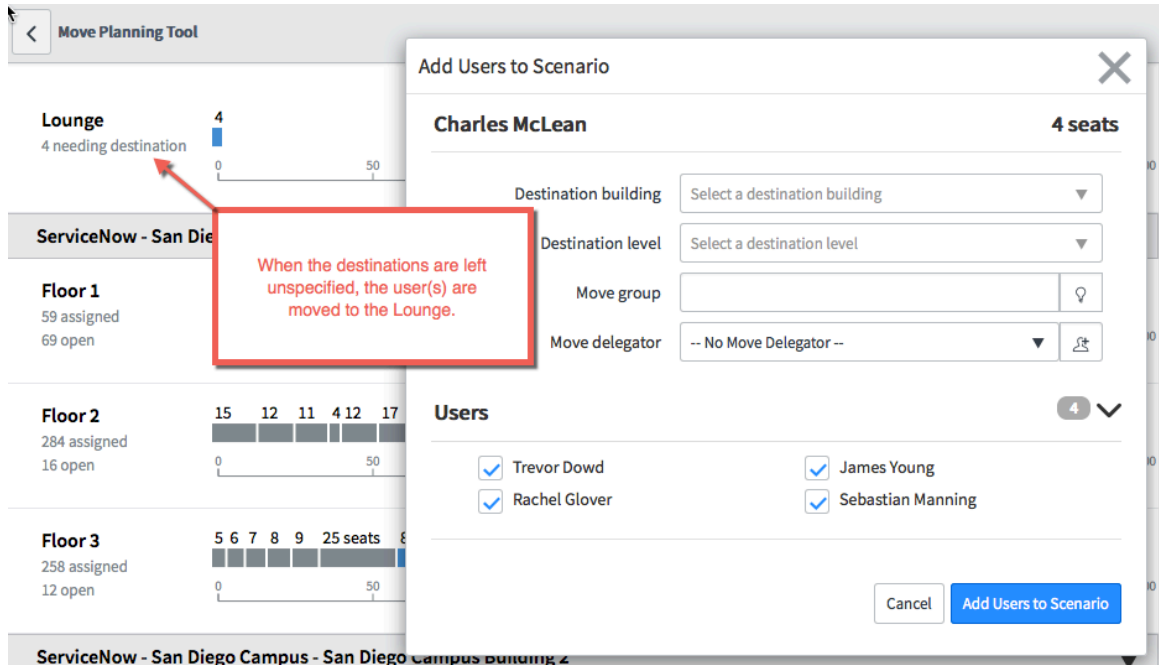 Move Planning Tool
Add Users to Scenario
Charles McLean
4 seats
Lounge
4
4 needing destination
0
50
Destination building
Select a destination building
ServiceNow - San Die
Destination level
Select a destination level
When the destinations are left
unspecified, the user(s) are
moved to the Lounge.
Floor 1
59 assigned
69 open
Move group
Move delegator
-- No Move Delegator --
Floor 2
284 assigned
16 open
15 12 11 4 12 17
0
50
Users
4
Trevor Dowd
James Young
Rachel Glover
Sebastian Manning
Floor 3
258 assigned
12 open
5 6 7 8 9 25 seats
0
50
Cancel
Add Users to Scenario
ServiceNow - San Diego Campus - San Diego Campus Building 2